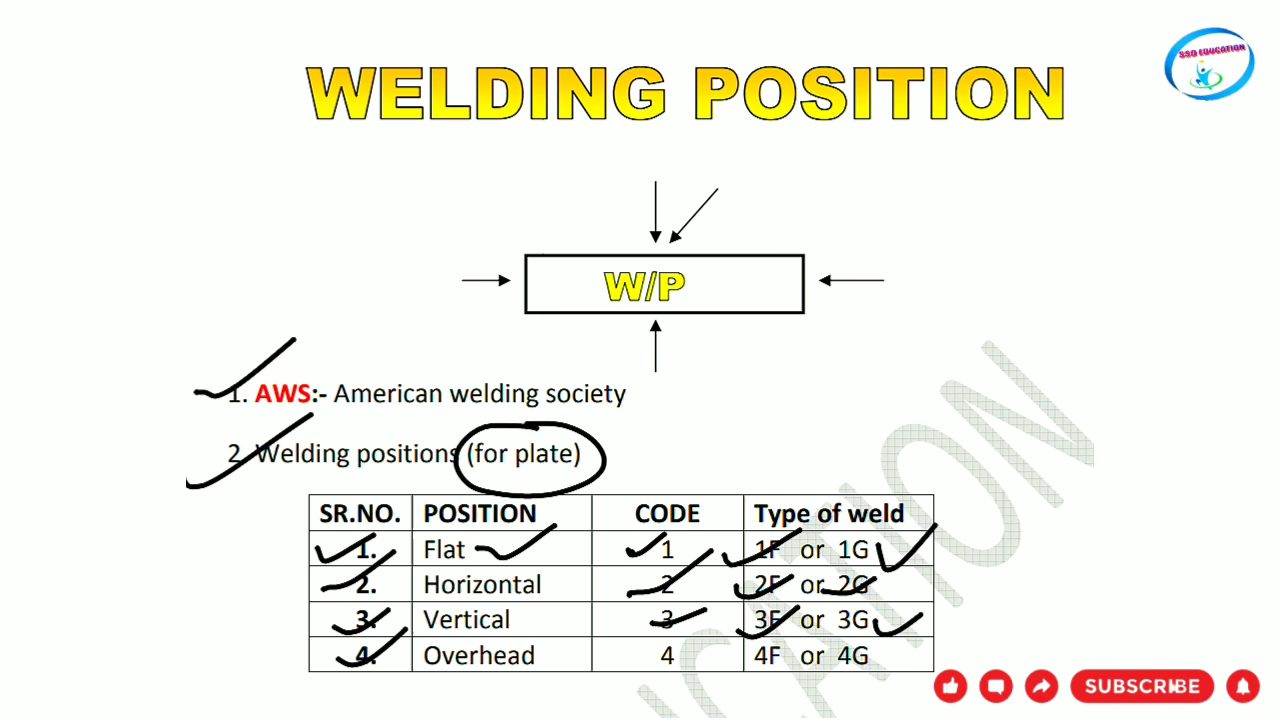 SSD EDUCATION
WELDING POSITION
W/P
1. AWS:- American welding society
2. Welding positions (for plate)
SR.NO. POSITION CODE Type of weld
1. Flat 1 1F or 1G
2. Horizontal 2 2F or 2G
3. Vertical 3 3F or 3G
4. Overhead 4 4F or 4G
UCATION
SUBSCRIBE